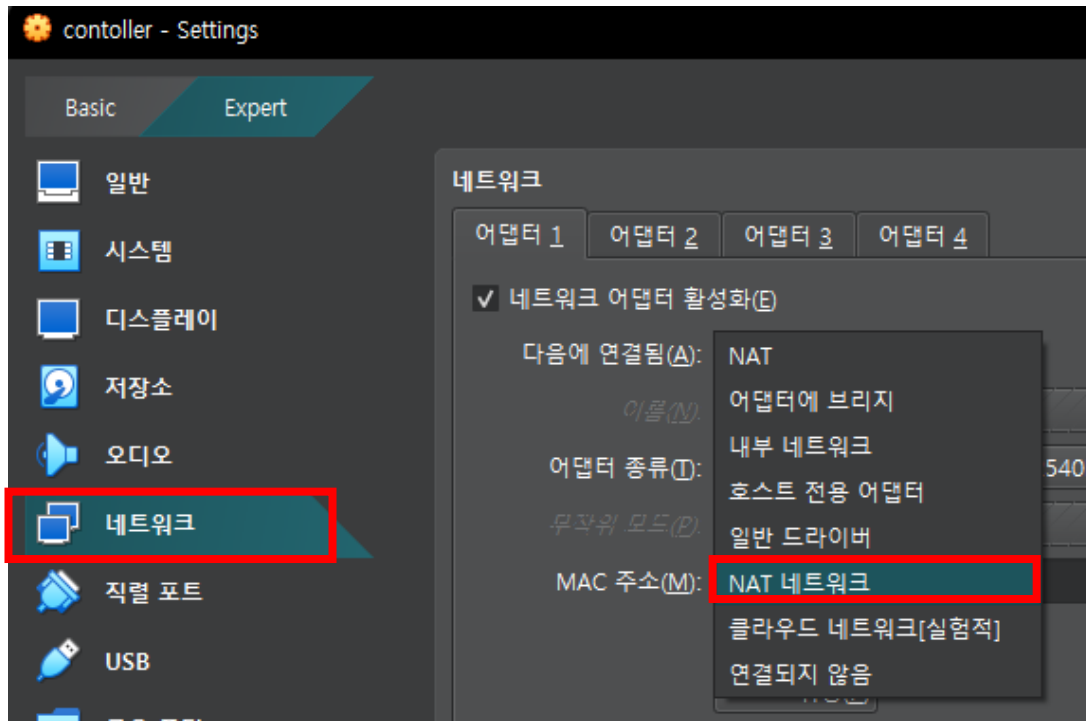 contoller - Settings
Basic Expert
일반
시스템
디스플레이
저장소
오디오
네트워크
직렬 포트
USB
네트워크
어댑터 1 어댑터 2 어댑터 3 어댑터 4
네트워크 어댑터 활성화(E)
다음에 연결됨(A):
이름(N):
어댑터 종류(T): 540
무작위 모드(P):
MAC 주소(M):
NAT
어댑터에 브리지
내부 네트워크
호스트 전용 어댑터
일반 드라이버
NAT 네트워크
클라우드 네트워크[실험적]
연결되지 않음